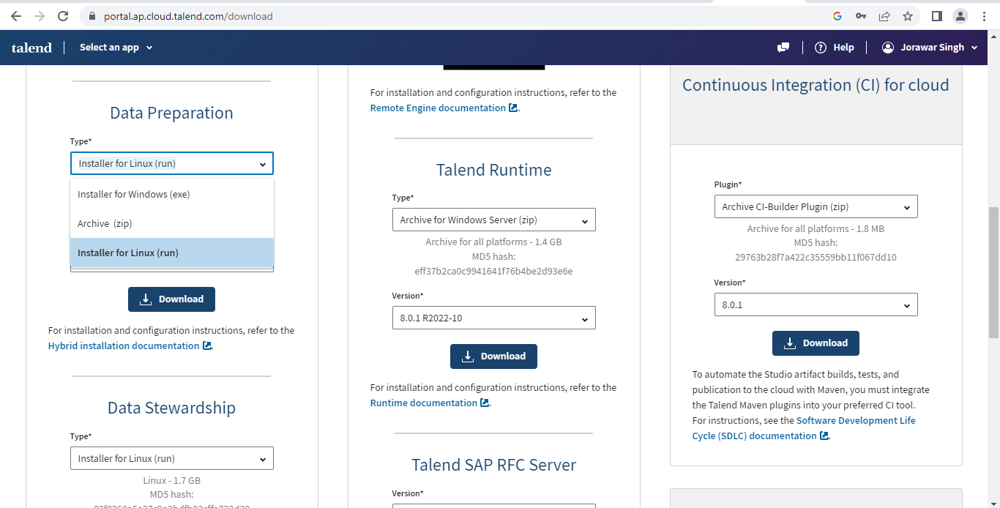 portal.ap.cloud.talend.com/download
talend
Select an app
Help
Jorawar Singh
Data Preparation
Type*
Installer for Linux (run)
Installer for Windows (exe)
Archive (zip)
Installer for Linux (run)
Download
For installation and configuration instructions, refer to the
Hybrid installation documentation.
Data Stewardship
Type*
Installer for Linux (run)
Linux - 1.7 GB
MD5 hash:
For installation and configuration instructions, refer to the
Remote Engine documentation.
Talend Runtime
Type*
Archive for Windows Server (zip)
Archive for all platforms - 1.4 GB
MD5 hash:
eff37b2ca0c9941641f76b4be2d93e6e
Version*
8.0.1 R2022-10
Download
For installation and configuration instructions, refer to the
Runtime documentation.
Talend SAP RFC Server
Version*
Continuous Integration (CI) for cloud
Plugin*
Archive CI-Builder Plugin (zip)
Archive for all platforms - 1.8 MB
MD5 hash:
29763b28f7a422c35559bb11f067dd10
Version*
8.0.1
Download
To automate the Studio artifact builds, tests, and
publication to the cloud with Maven, you must integrate
the Talend Maven plugins into your preferred CI tool.
For instructions, see the Software Development Life
Cycle (SDLC) documentation.